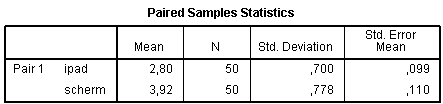 Paired Samples Statistics
Mean N Std. Deviation Std. Error Mean
Pair 1 ipad 2,80 50 ,700 ,099
scherm 3,92 50 ,778 ,110